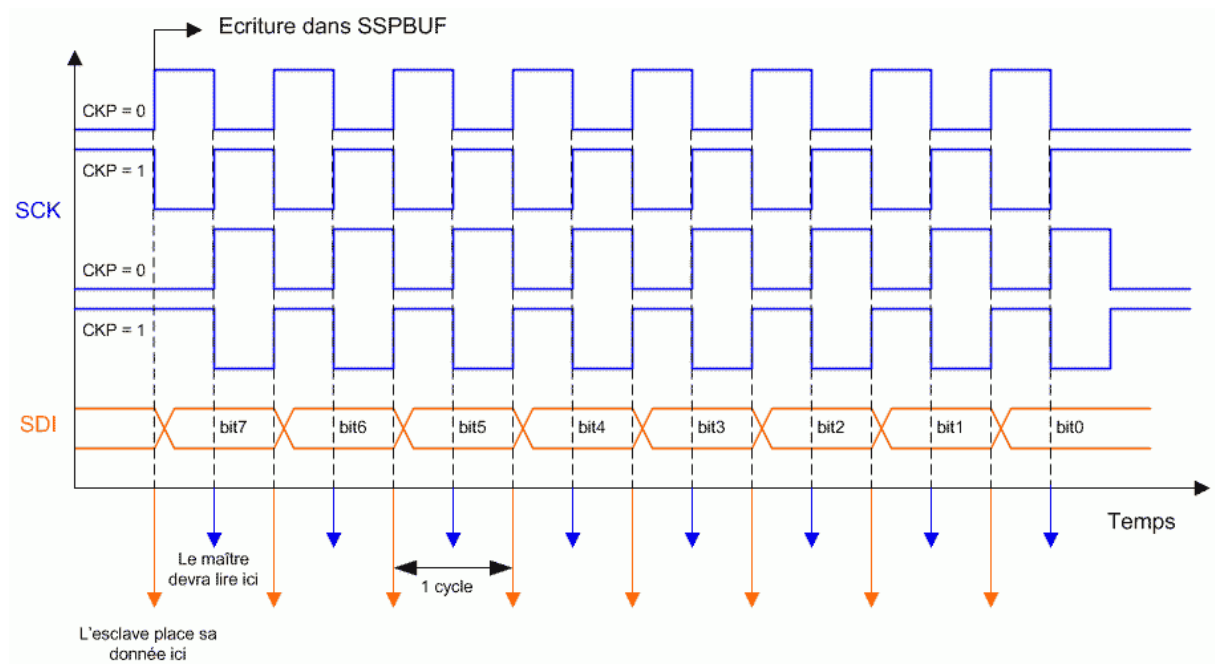 Ecriture dans SSPBUF
CKP = 0
CKP = 1
SCK
CKP = 0
CKP = 1
SDI
bit7
bit6
bit5
bit4
bit3
bit2
bit1
bit0
Temps
Le maître
devra lire ici
1 cycle
L'esclave place sa
donnée ici